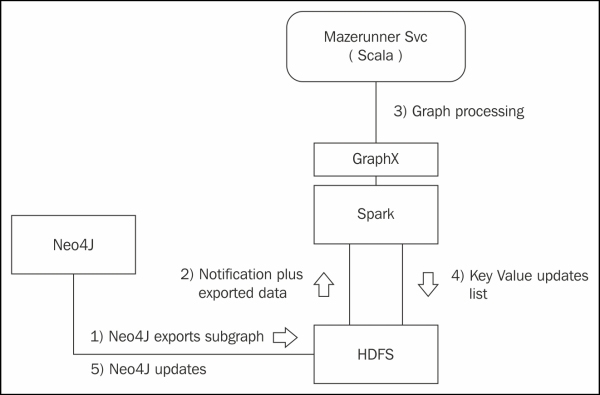 Mazerunner Svc
( Scala )
3) Graph processing
GraphX
Spark
Neo4J
2) Notification plus
exported data
4) Key Value updates
list
1) Neo4J exports subgraph
HDFS
5) Neo4J updates